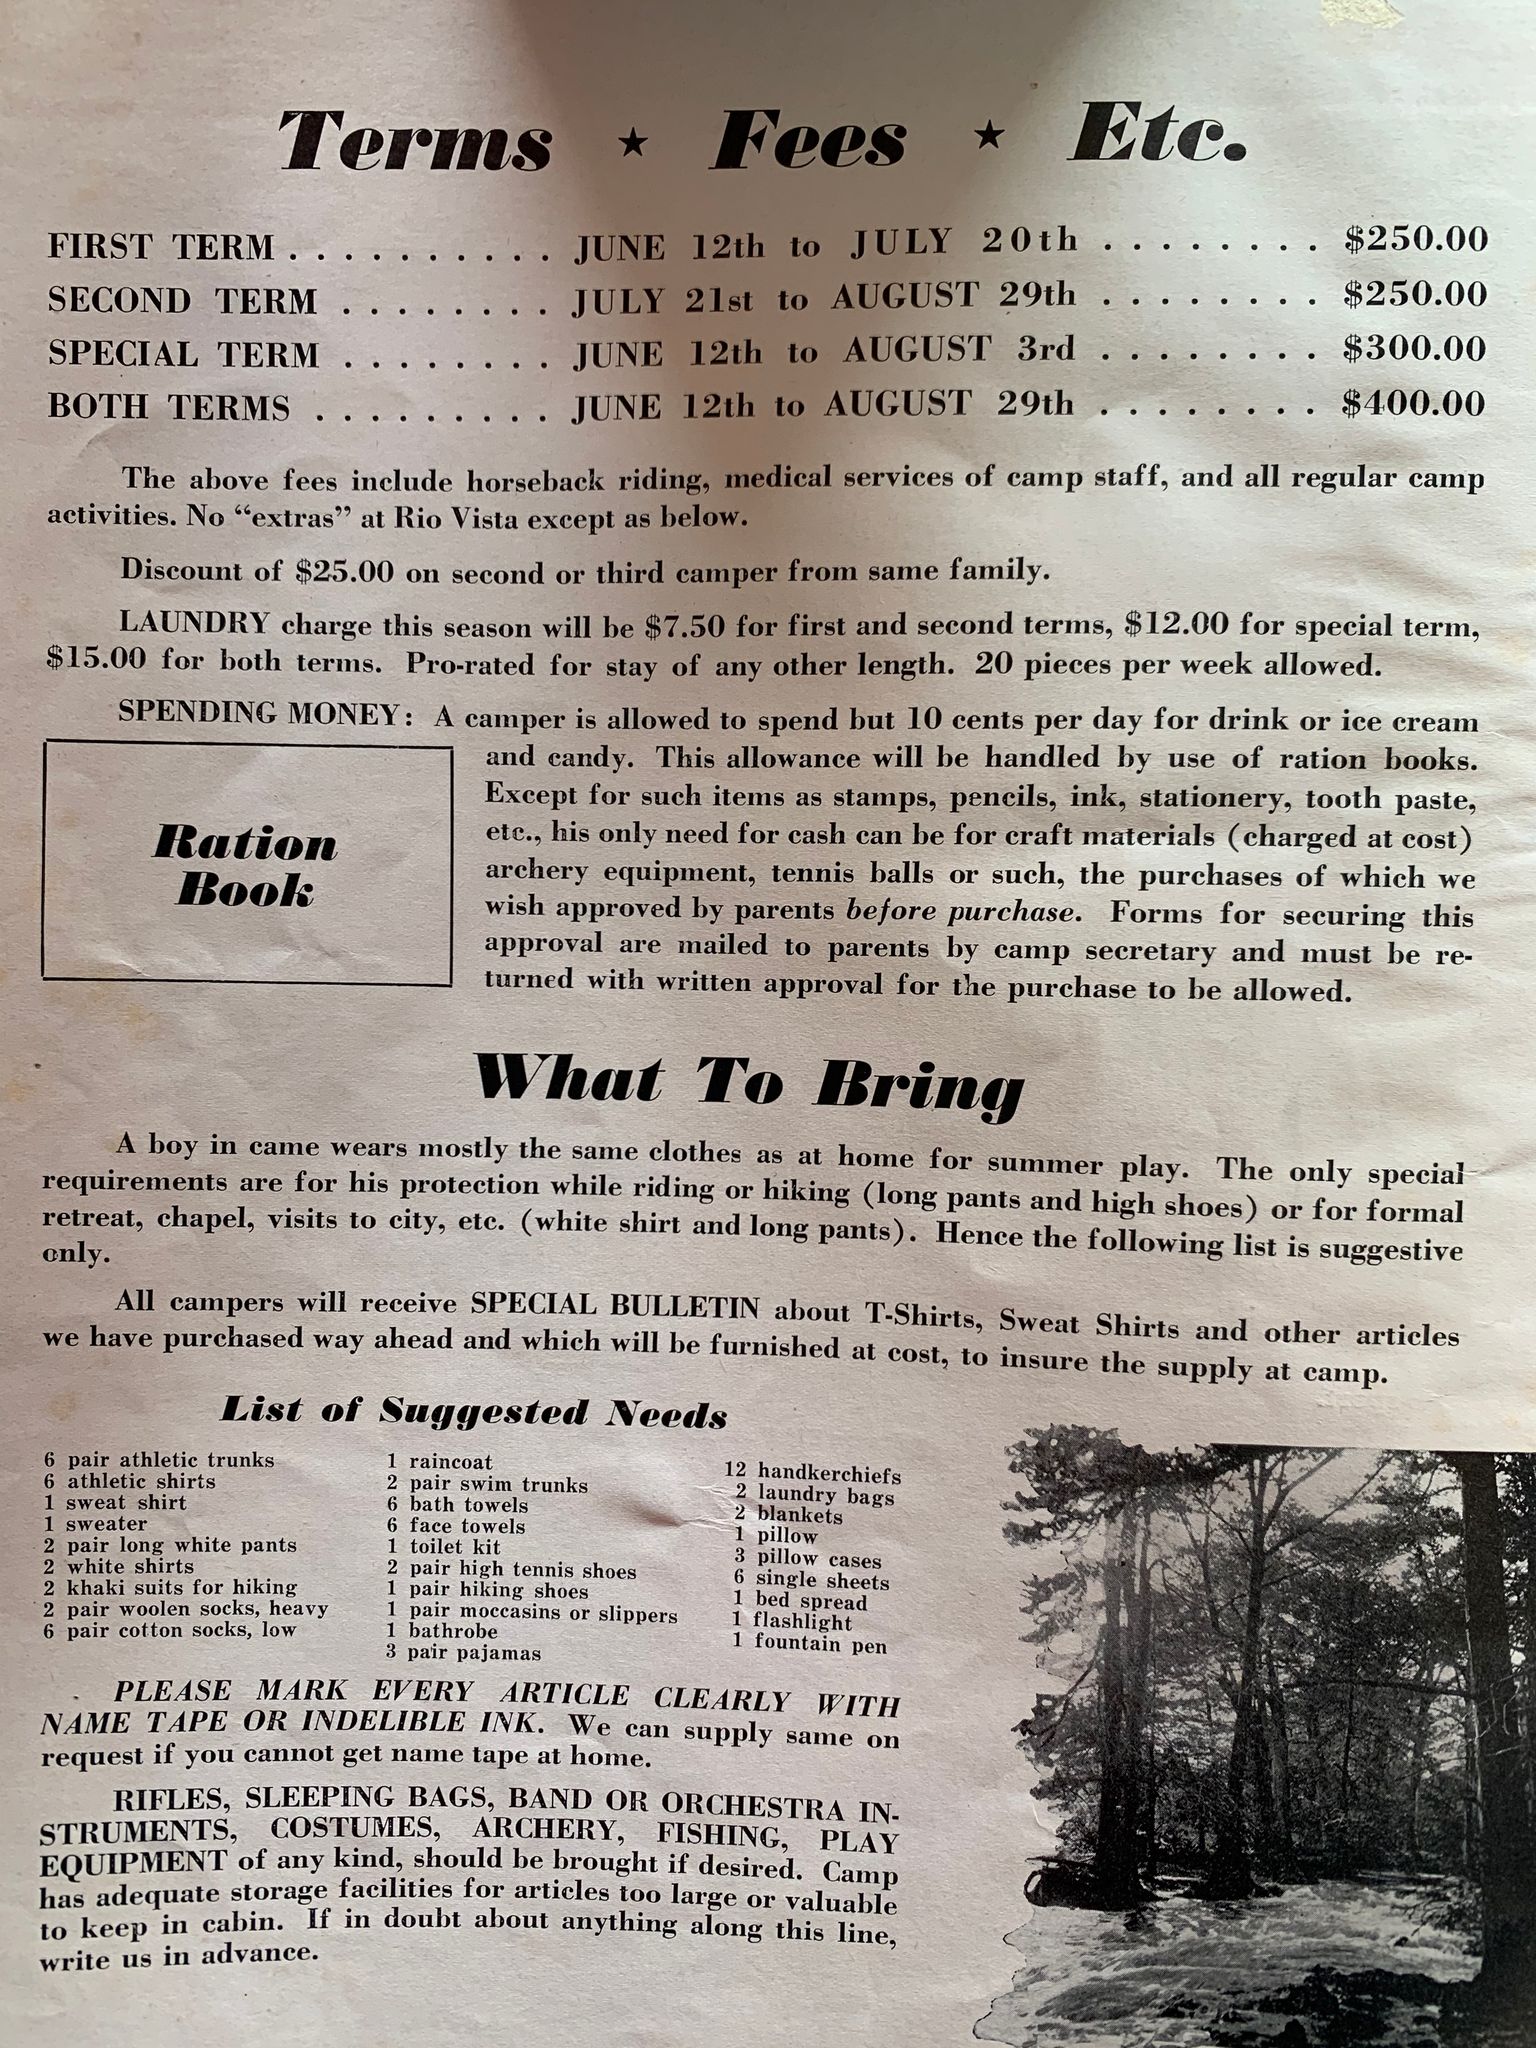 Terms ★ Fees ★ Etc.
FIRST TERM . . . . . . . . . . JUNE 12th to JULY 20th . . . . . . . . $250.00
SECOND TERM . . . . . . . . JULY 21st to AUGUST 29th . . . . . . . . $250.00
SPECIAL TERM . . . . . . . . JUNE 12th to AUGUST 3rd . . . . . . . . $300.00
BOTH TERMS . . . . . . . . . JUNE 12th to AUGUST 29th . . . . . . . . $400.00
The above fees include horseback riding, medical services of camp staff, and all regular camp
activities. No “extras” at Rio Vista except as below.
Discount of $25.00 on second or third camper from same family.
LAUNDRY charge this season will be $7.50 for first and second terms, $12.00 for special term,
$15.00 for both terms. Pro-rated for stay of any other length. 20 pieces per week allowed.
SPENDING MONEY: A camper is allowed to spend but 10 cents per day for drink or ice cream
and candy. This allowance will be handled by use of ration books.
Except for such items as stamps, pencils, ink, stationery, tooth paste,
etc., his only need for cash can be for craft materials (charged at cost)
archery equipment, tennis balls or such, the purchases of which we
wish approved by parents before purchase. Forms for securing this
approval are mailed to parents by camp secretary and must be re-
turned with written approval for the purchase to be allowed.
Ration
Book
What To Bring
A boy in came wears mostly the same clothes as at home for summer play. The only special
requirements are for his protection while riding or hiking (long pants and high shoes) or for formal
retreat, chapel, visits to city, etc. (white shirt and long pants). Hence the following list is suggestive
only.
All campers will receive SPECIAL BULLETIN about T-Shirts, Sweat Shirts and other articles
we have purchased way ahead and which will be furnished at cost, to insure the supply at camp.
List of Suggested Needs
6 pair athletic trunks
6 athletic shirts
1 sweat shirt
1 sweater
2 pair long white pants
2 white shirts
2 khaki suits for hiking
2 pair woolen socks, heavy
6 pair cotton socks, low
1 raincoat
2 pair swim trunks
6 bath towels
6 face towels
1 toilet kit
2 pair high tennis shoes
1 pair hiking shoes
1 pair moccasins or slippers
1 bathrobe
3 pair pajamas
12 handkerchiefs
2 laundry bags
2 blankets
1 pillow
3 pillow cases
6 single sheets
1 bed spread
1 flashlight
1 fountain pen
PLEASE MARK EVERY ARTICLE CLEARLY WITH
NAME TAPE OR INDELIBLE INK. We can supply same on
request if you cannot get name tape at home.
RIFLES, SLEEPING BAGS, BAND OR ORCHESTRA IN-
STRUMENTS, COSTUMES, ARCHERY, FISHING, PLAY
EQUIPMENT of any kind, should be brought if desired. Camp
has adequate storage facilities for articles too large or valuable
to keep in cabin. If in doubt about anything along this line,
write us in advance.